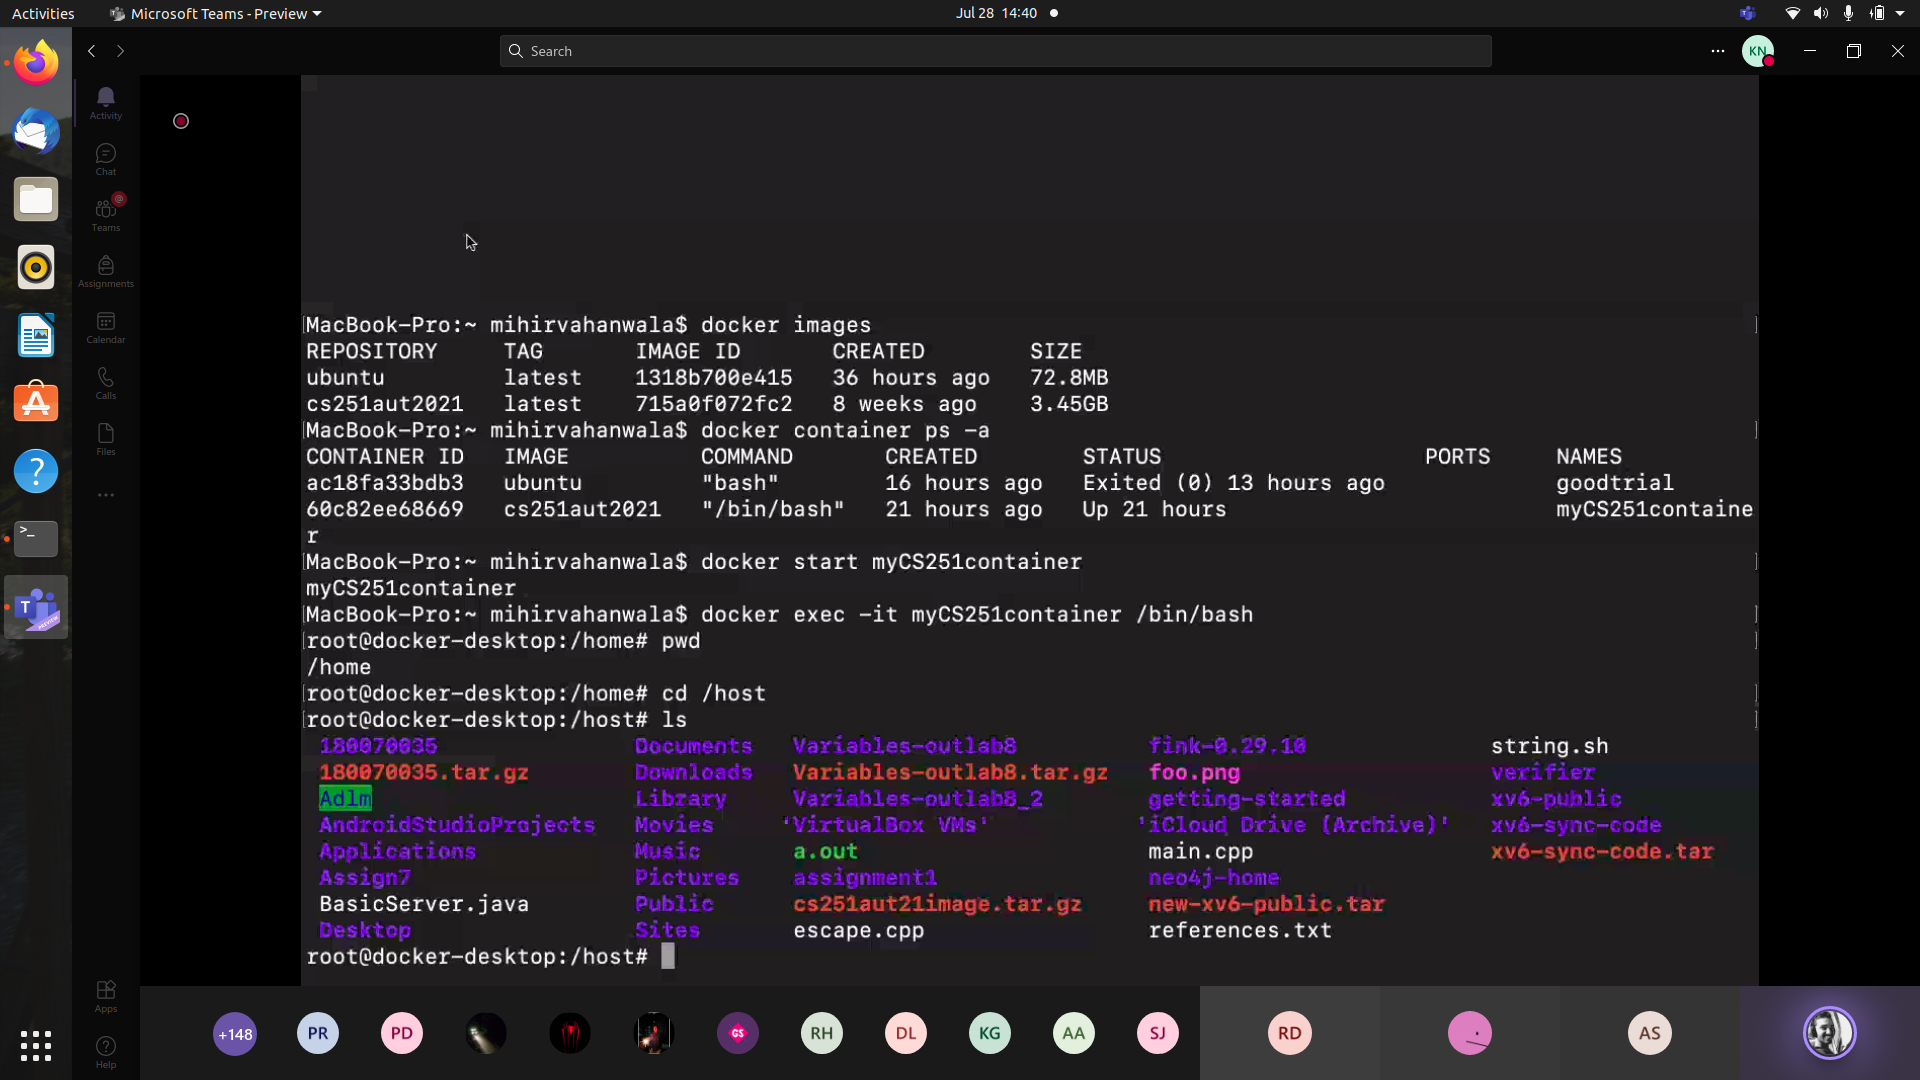 Activities
Microsoft Teams - Preview
Jul 28 14:40
Search
KN
Activity
Chat
Teams
Assignments
Calendar
Calls
Files
Apps
Help
MacBook-Pro:~ mihirvahanwala$ docker images
REPOSITORY TAG IMAGE ID CREATED SIZE
ubuntu latest 1318b700e415 36 hours ago 72.8MB
cs251aut2021 latest 715a0f072fc2 8 weeks ago 3.45GB
MacBook-Pro:~ mihirvahanwala$ docker container ps -a
CONTAINER ID IMAGE COMMAND CREATED STATUS PORTS NAMES
ac18fa33bdb3 ubuntu "bash" 16 hours ago Exited (0) 13 hours ago goodtrial
60c82ee68669 cs251aut2021 "/bin/bash" 21 hours ago Up 21 hours myCS251containe
r
MacBook-Pro:~ mihirvahanwala$ docker start myCS251container
myCS251container
MacBook-Pro:~ mihirvahanwala$ docker exec -it myCS251container /bin/bash
root@docker-desktop:/home# pwd
/home
root@docker-desktop:/home# cd /host
root@docker-desktop:/host# ls
180070035 Documents Variables-outlab8 fink-0.29.10 string.sh
180070035.tar.gz Downloads Variables-outlab8.tar.gz foo.png verifier
Adlm Library Variables-outlab8_2 getting-started xv6-public
AndroidStudioProjects Movies 'VirtualBox VMs' 'iCloud Drive (Archive)' xv6-sync-code
Applications Music a.out main.cpp xv6-sync-code.tar
Assign7 Pictures assignment1 neo4j-home
BasicServer.java Public cs251aut21image.tar.gz new-xv6-public.tar
Desktop Sites escape.cpp references.txt
root@docker-desktop:/host#
+148 PR PD GS RH DL KG AA SJ RD AS